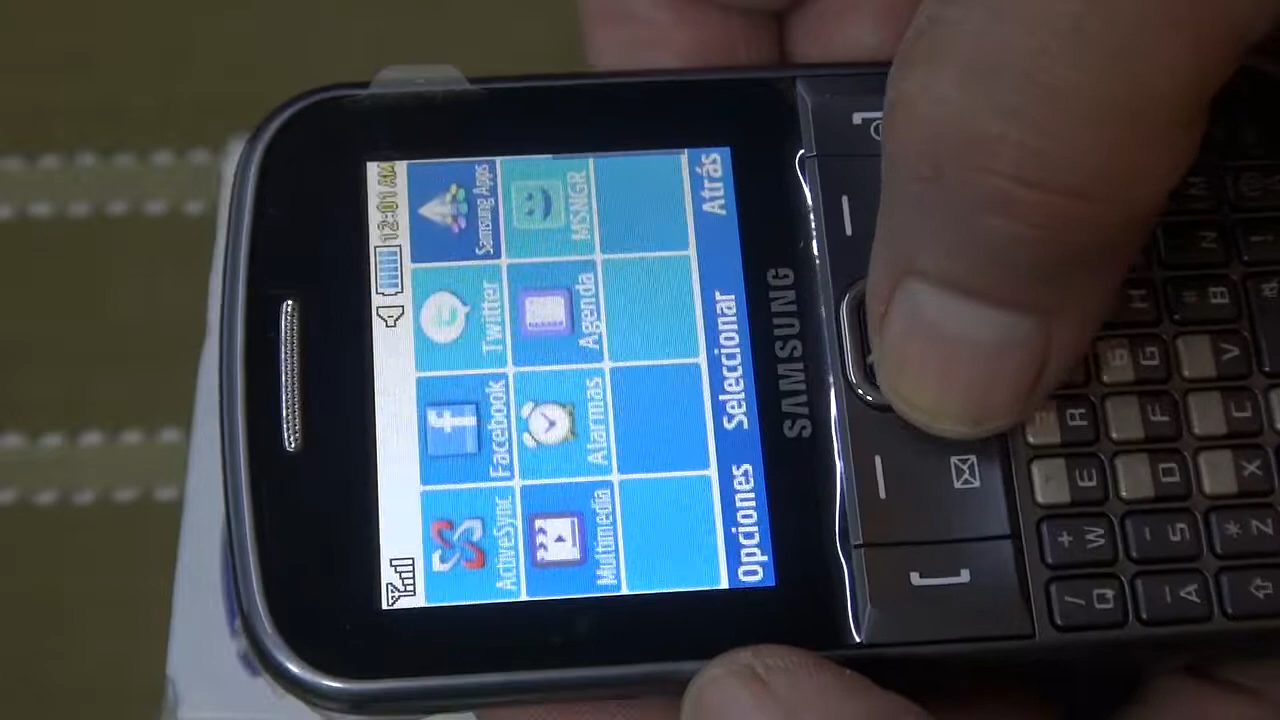 12:01 AM
ActiveSync Facebook Twitter Samsung Apps
Multimedia Alarmas Agenda MSNGR
Opciones Seleccionar Atrás
SAMSUNG
/ Q + W E R
- A - S D F G H
* Z X C V B N M